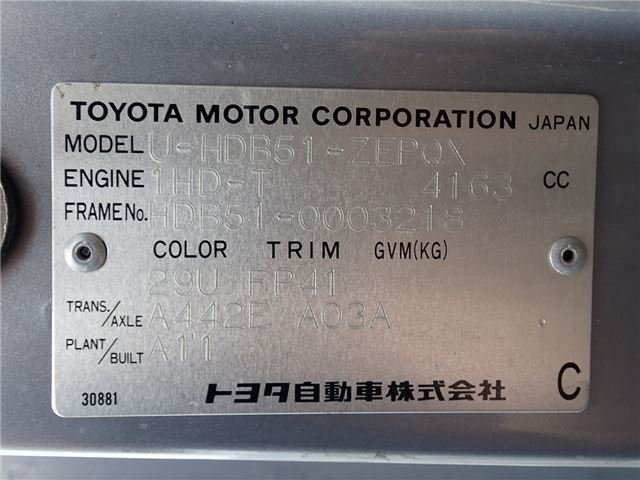 TOYOTA MOTOR CORPORATION JAPAN
MODEL U-HDB51-ZEPQX
ENGINE 1HD-T 4163 CC
FRAME No. HDB51-0003218
COLOR TRIM GVM(KG)
29U FP41
TRANS./AXLE A442E A03A
PLANT/BUILT A11
30881 トヨタ自動車株式会社 C